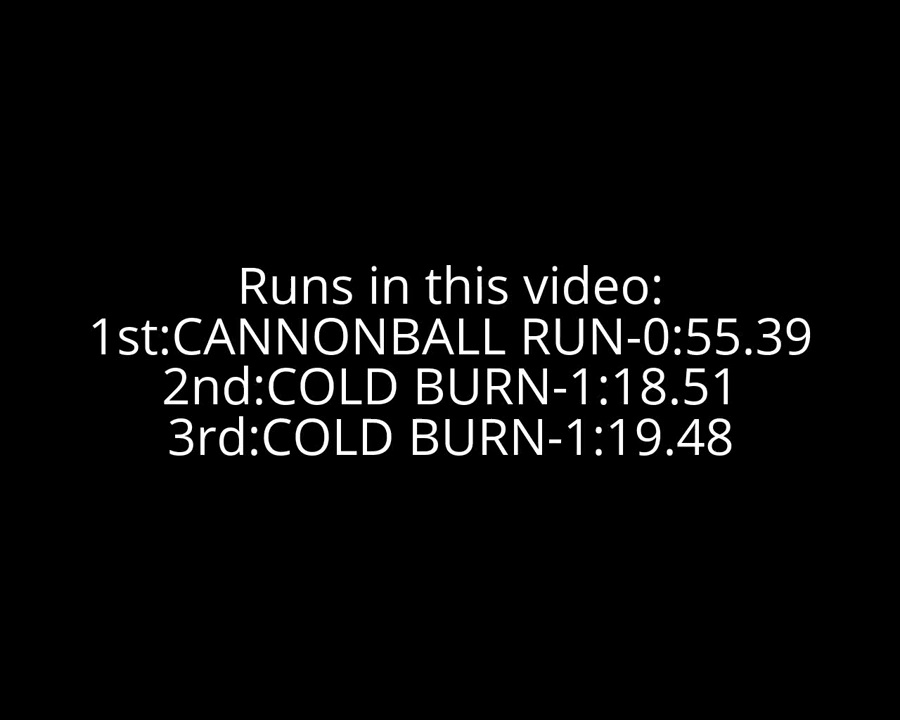 Runs in this video:
1st:CANNONBALL RUN-0:55.39
2nd:COLD BURN-1:18.51
3rd:COLD BURN-1:19.48